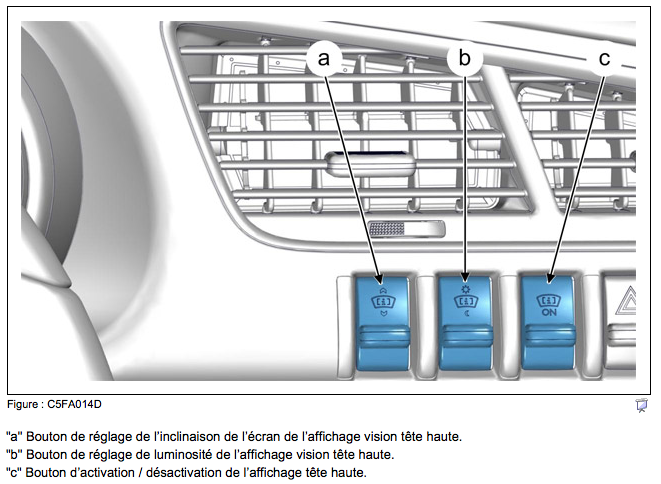 a b c
ON
Figure : C5FA014D
"a" Bouton de réglage de l'inclinaison de l'écran de l'affichage vision tête haute.
"b" Bouton de réglage de luminosité de l'affichage vision tête haute.
"c" Bouton d'activation / désactivation de l'affichage tête haute.